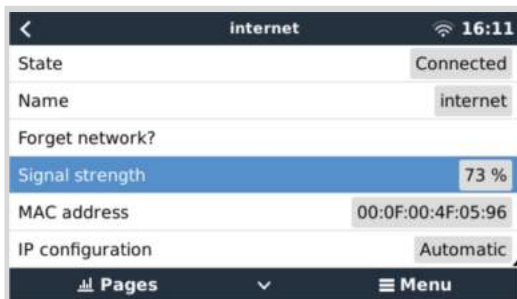 internet 16:11
State Connected
Name internet
Forget network?
Signal strength 73 %
MAC address 00:0F:00:4F:05:96
IP configuration Automatic
Pages Menu